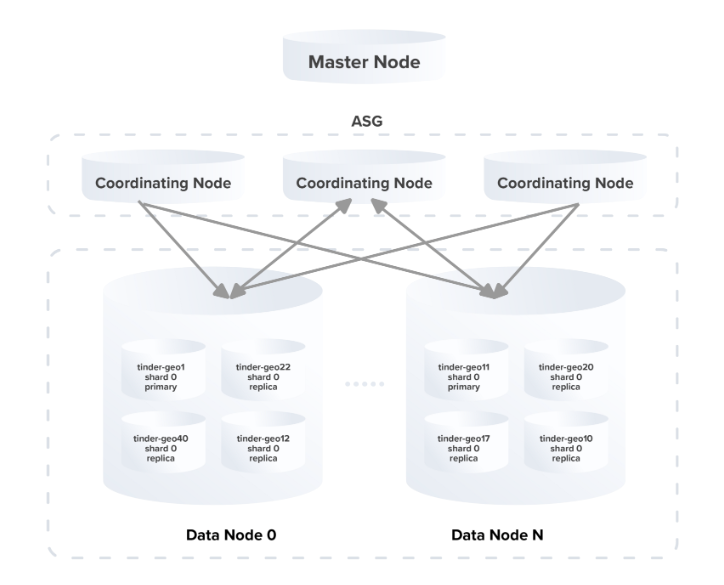 Master Node
ASG
Coordinating Node
Coordinating Node
Coordinating Node
tinder-geo1
shard 0
primary
tinder-geo22
shard 0
replica
tinder-geo40
shard 0
replica
tinder-geo12
shard 0
replica
tinder-geo11
shard 0
primary
tinder-geo20
shard 0
replica
tinder-geo17
shard 0
replica
tinder-geo10
shard 0
replica
Data Node 0
Data Node N